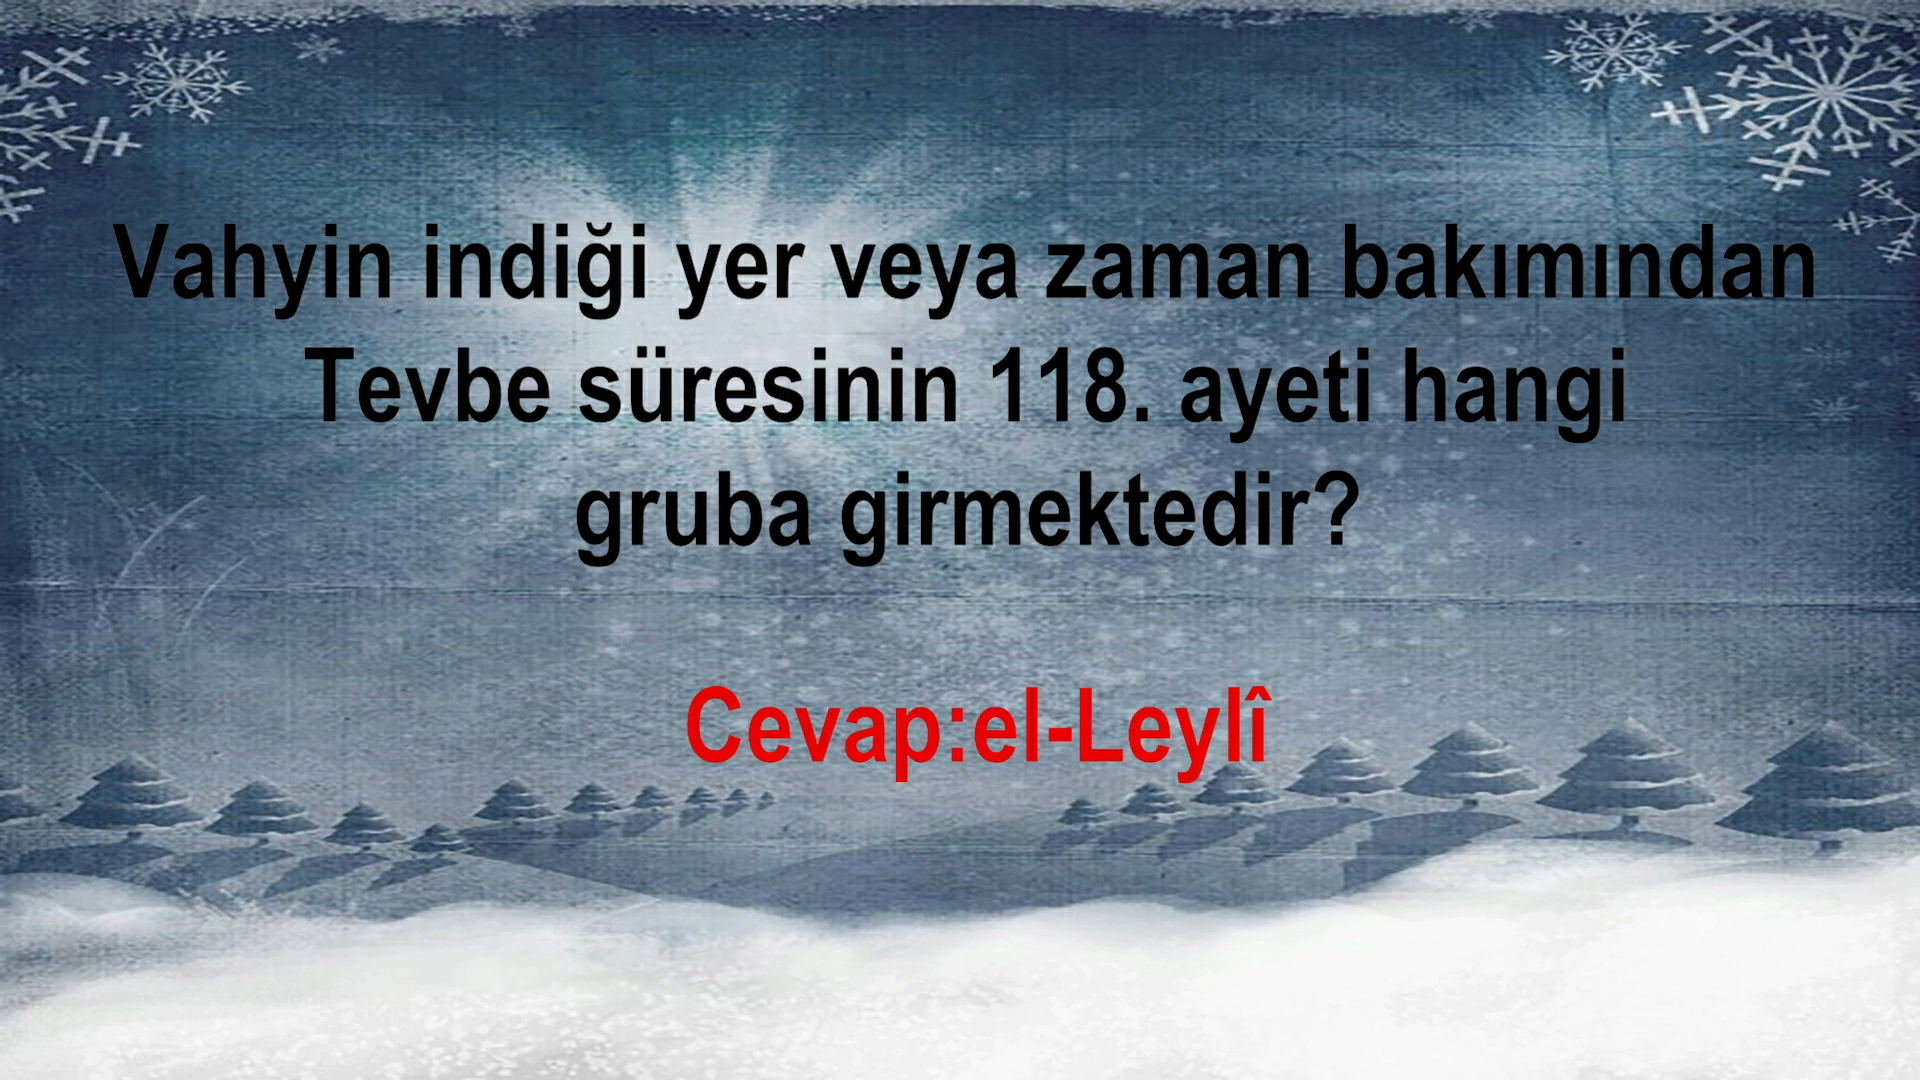 Vahyin indiği yer veya zaman bakımından
Tevbe süresinin 118. ayeti hangi
gruba girmektedir?
Cevap:el-Leylî